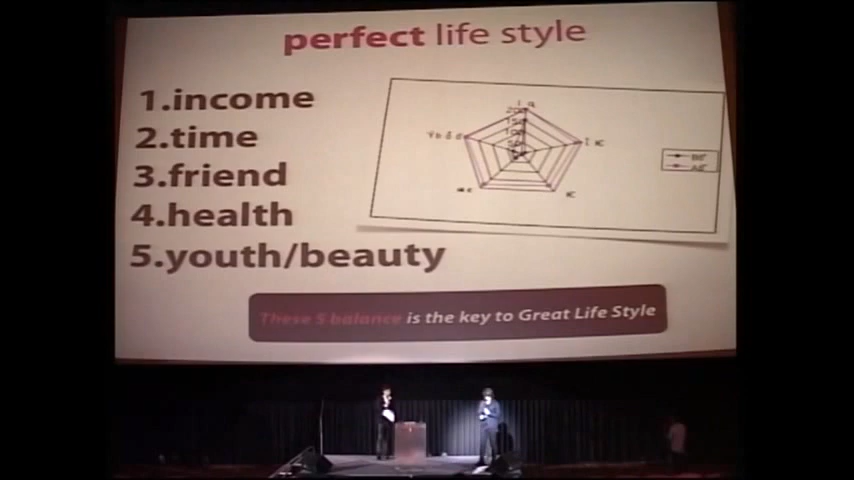 perfect life style
1.income
2.time
3.friend
4.health
5.youth/beauty
These 5 balance is the key to Great Life Style